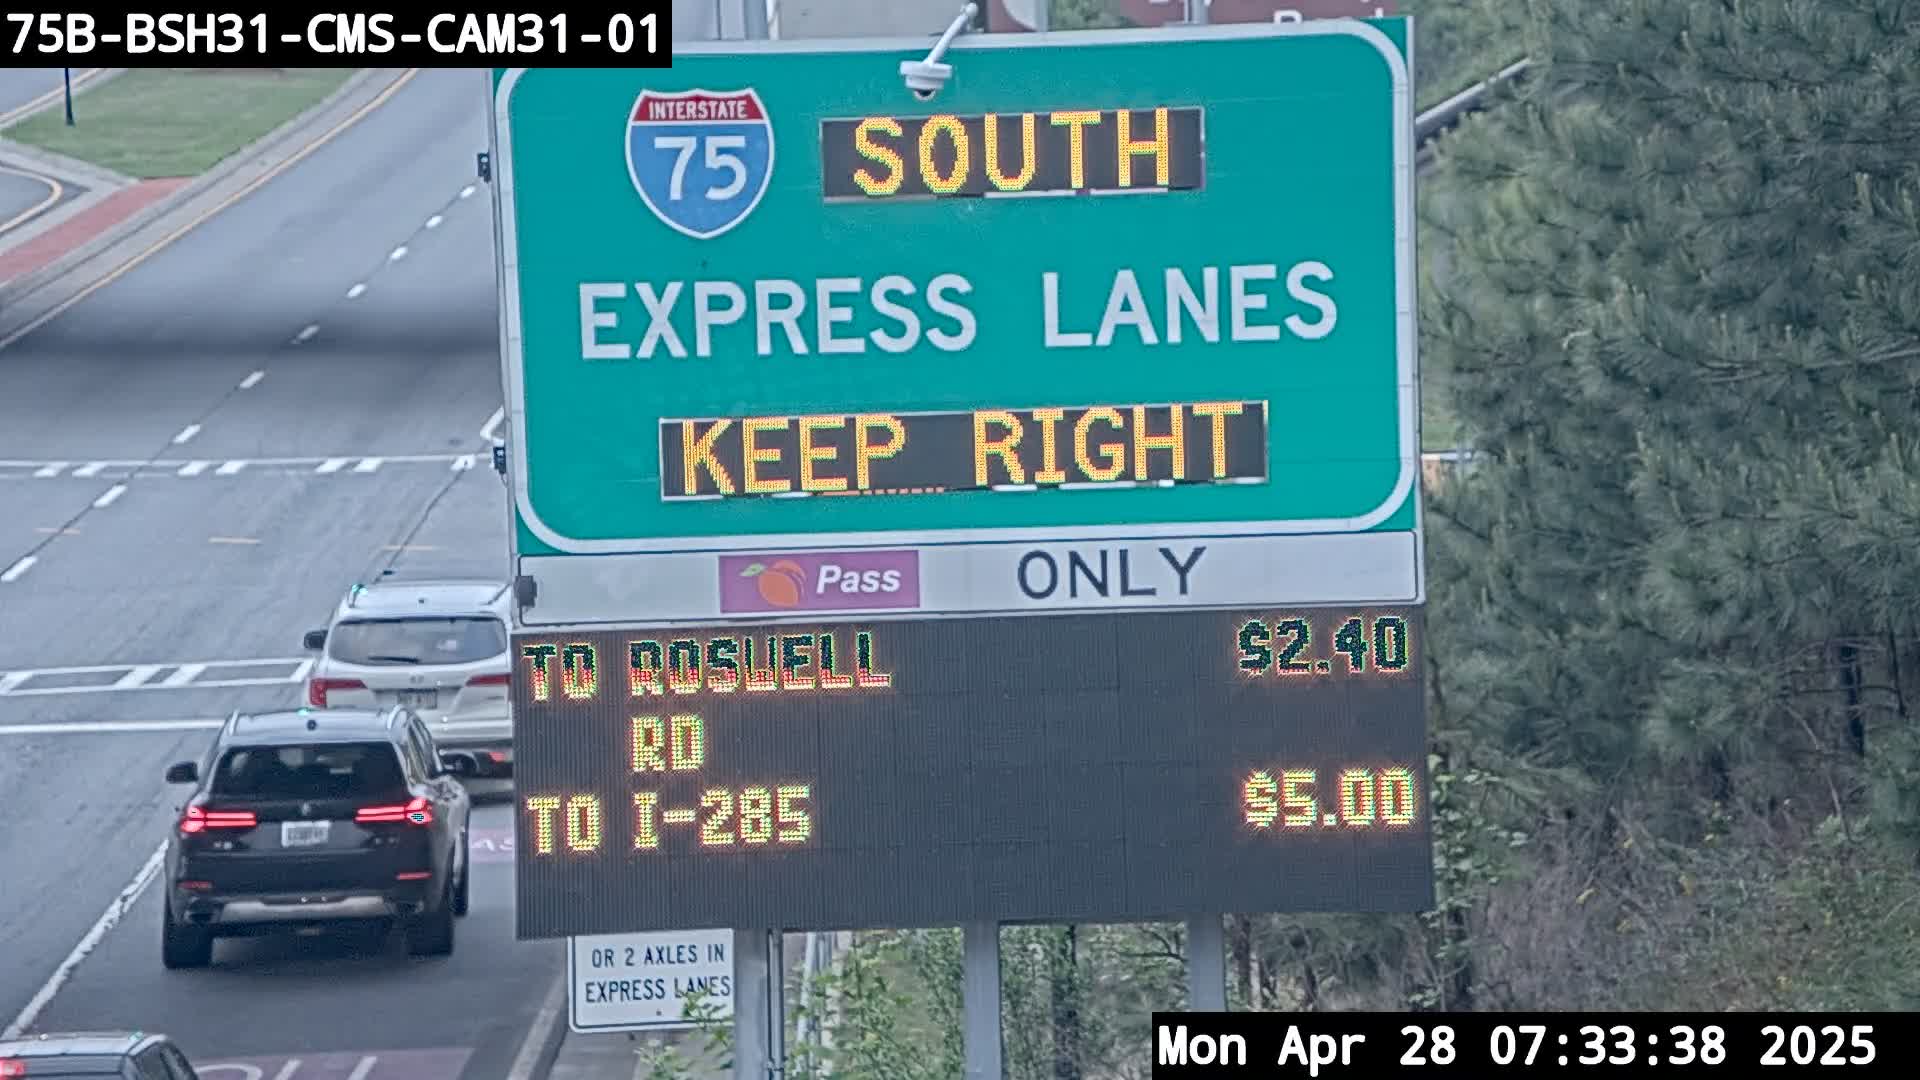 75B-BSH31-CMS-CAM31-01
INTERSTATE
75
SOUTH
EXPRESS LANES
KEEP RIGHT
Pass ONLY
TO ROSWELL $2.40
RD
TO I-285 $5.00
OR 2 AXLES IN
EXPRESS LANES
Mon Apr 28 07:33:38 2025